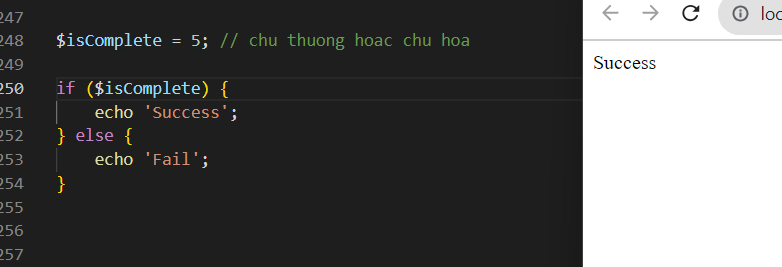 247
248 $isComplete = 5; // chu thuong hoac chu hoa
249
250 if ($isComplete) {
251 echo 'Success';
252 } else {
253 echo 'Fail';
254 }
255
256
257
loc
Success